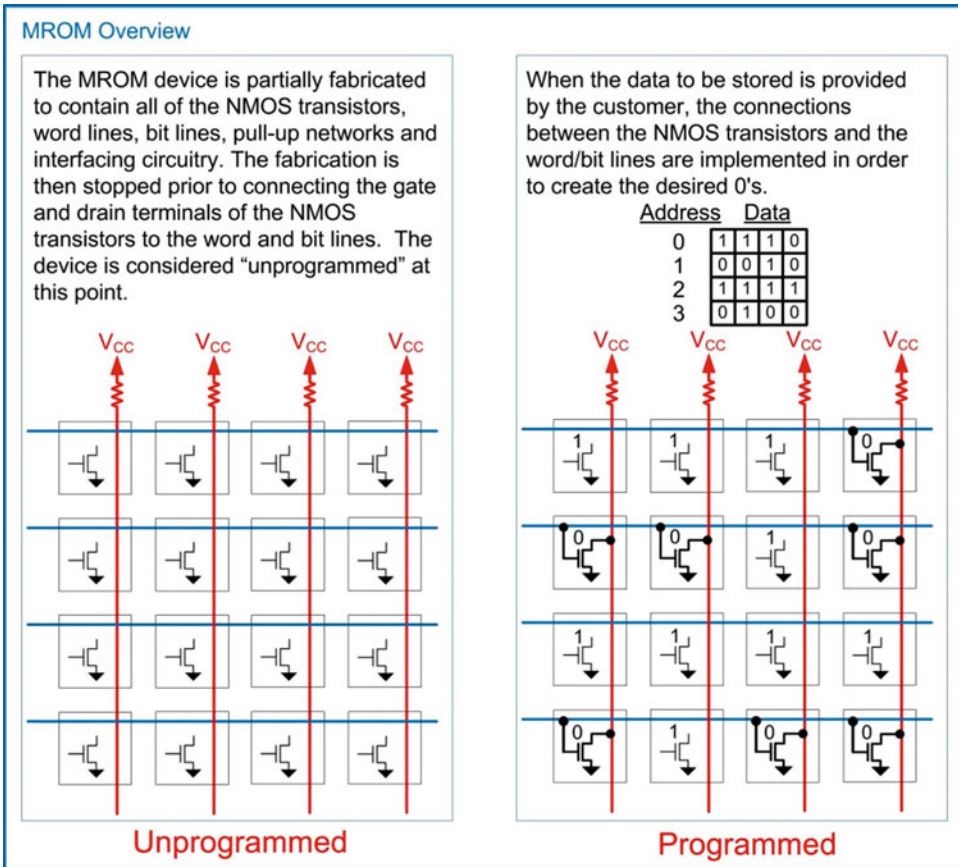 MROM Overview
The MROM device is partially fabricated
to contain all of the NMOS transistors,
word lines, bit lines, pull-up networks and
interfacing circuitry. The fabrication is
then stopped prior to connecting the gate
and drain terminals of the NMOS
transistors to the word and bit lines.  The
device is considered “unprogrammed” at
this point.
VCC VCC VCC VCC
Unprogrammed
When the data to be stored is provided
by the customer, the connections
between the NMOS transistors and the
word/bit lines are implemented in order
to create the desired 0's.
Address Data
0 1 1 1 0
1 0 0 1 0
2 1 1 1 1
3 0 1 0 0
VCC VCC VCC VCC
1 1 1 0
0 0 1 0
1 1 1 1
0 1 0 0
Programmed